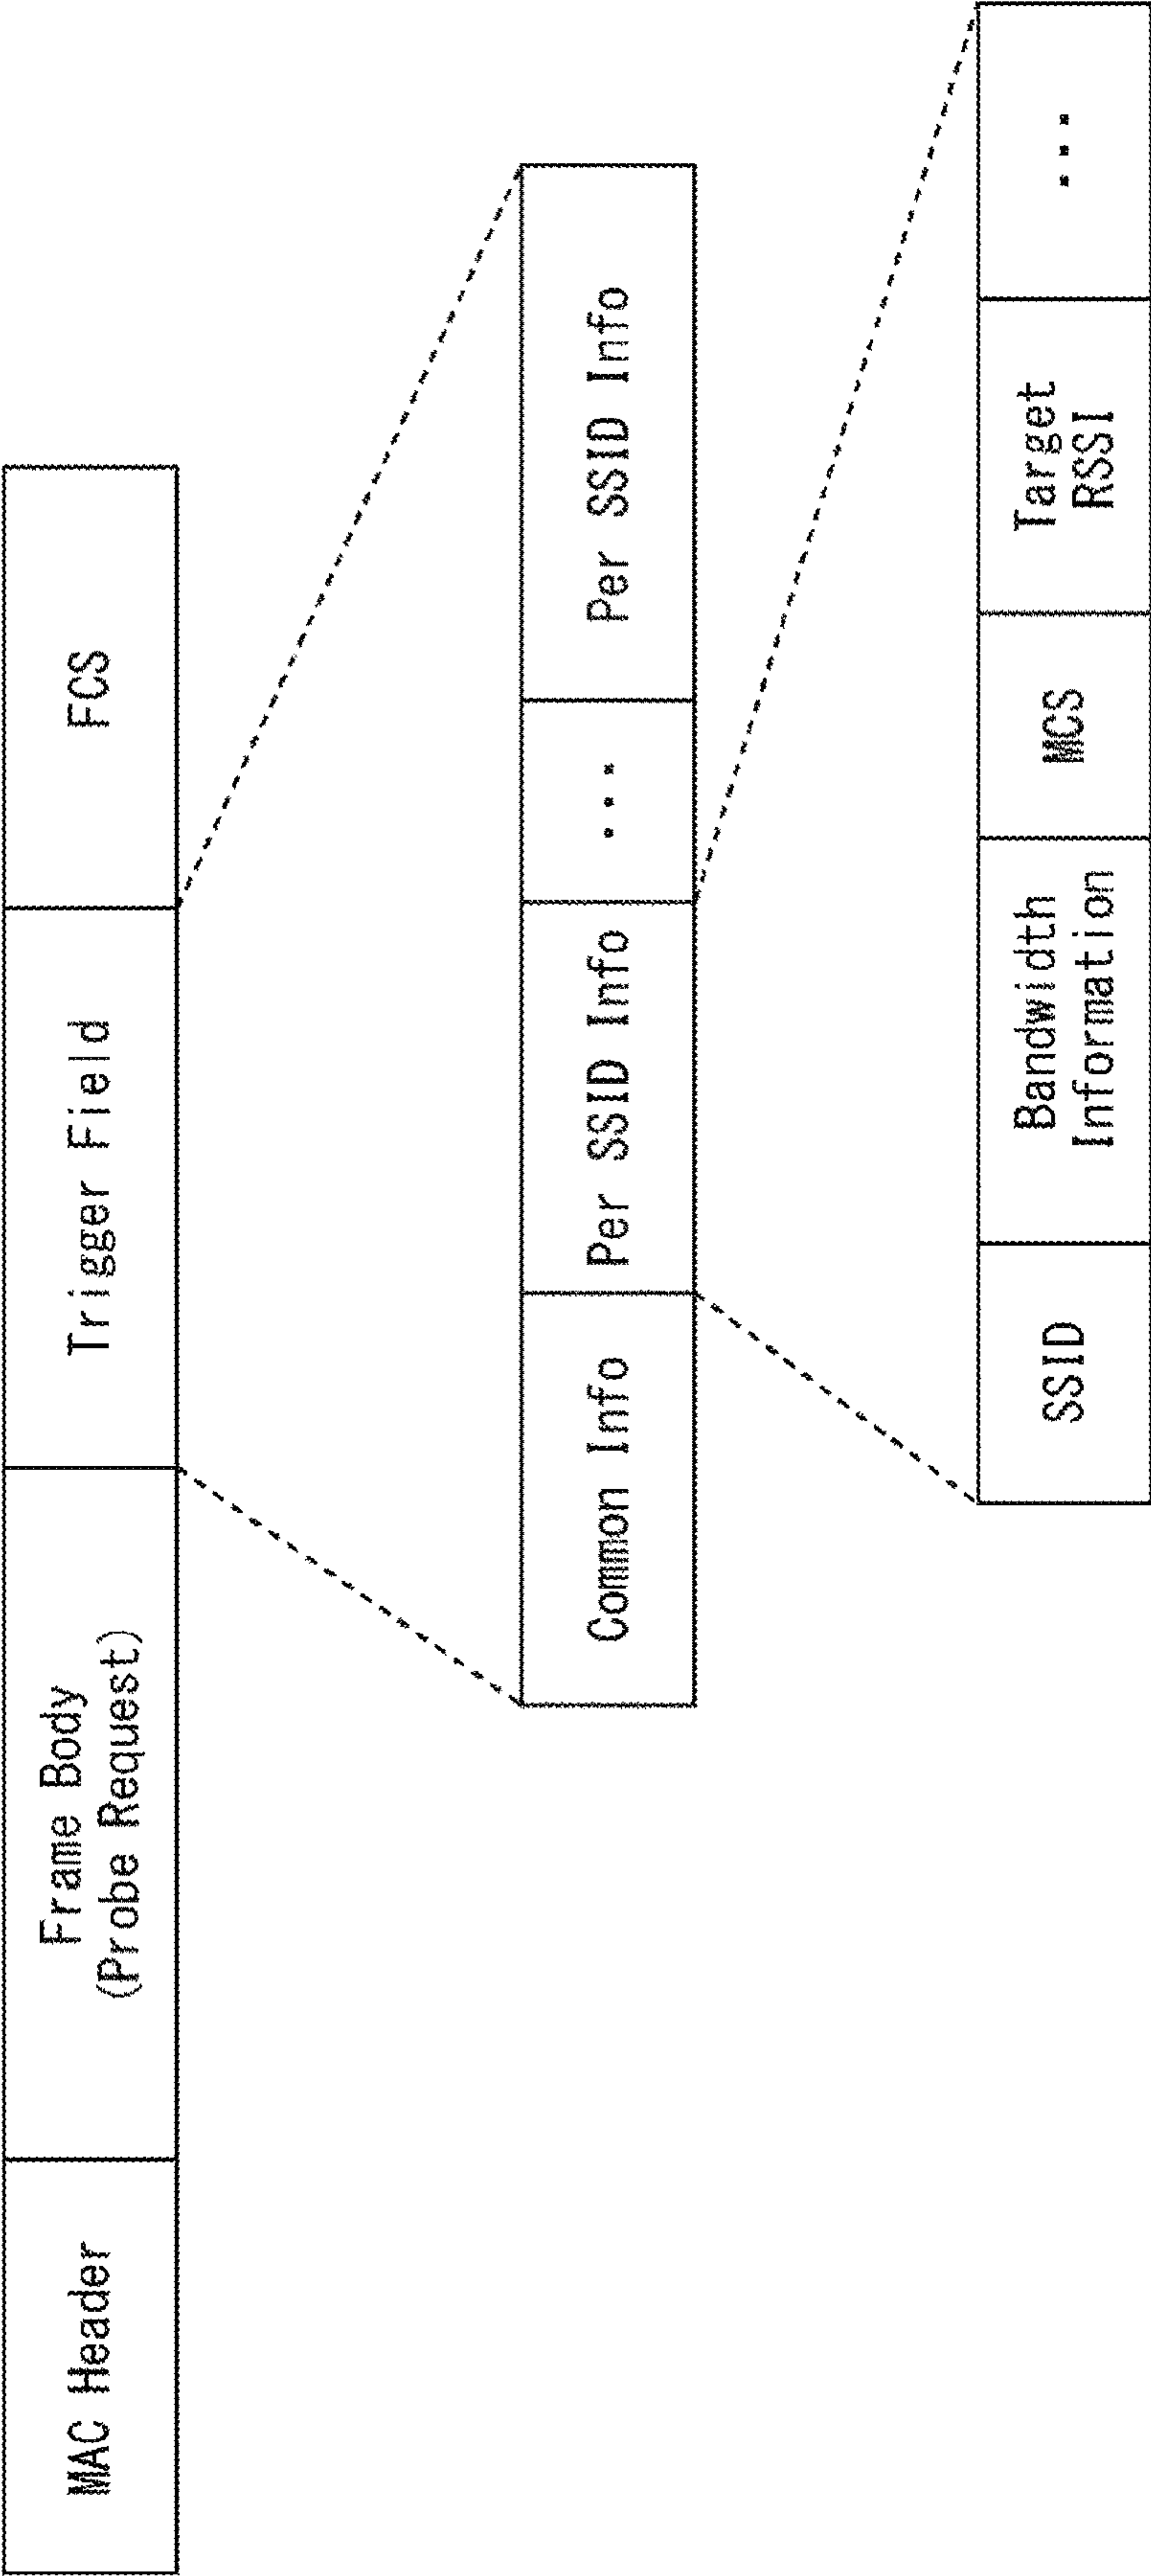 MAC Header
Frame Body
(Probe Request)
Trigger Field
FCS
Common Info
Per SSID Info
...
Per SSID Info
SSID
Bandwidth
Information
MCS
Target
RSSI
...